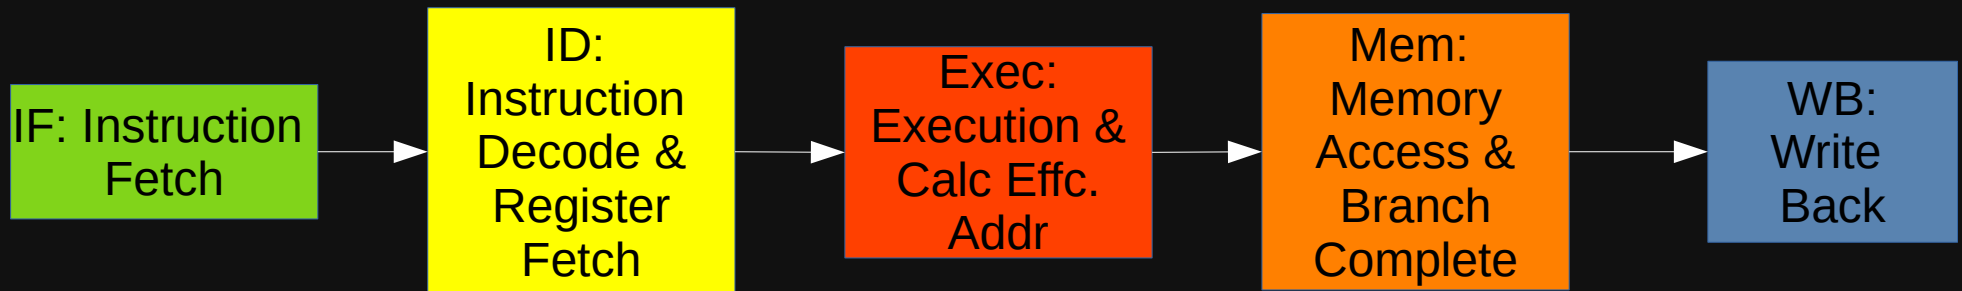 IF: Instruction
Fetch
ID:
Instruction
Decode &
Register
Fetch
Exec:
Execution &
Calc Effc.
Addr
Mem:
Memory
Access &
Branch
Complete
WB:
Write
Back